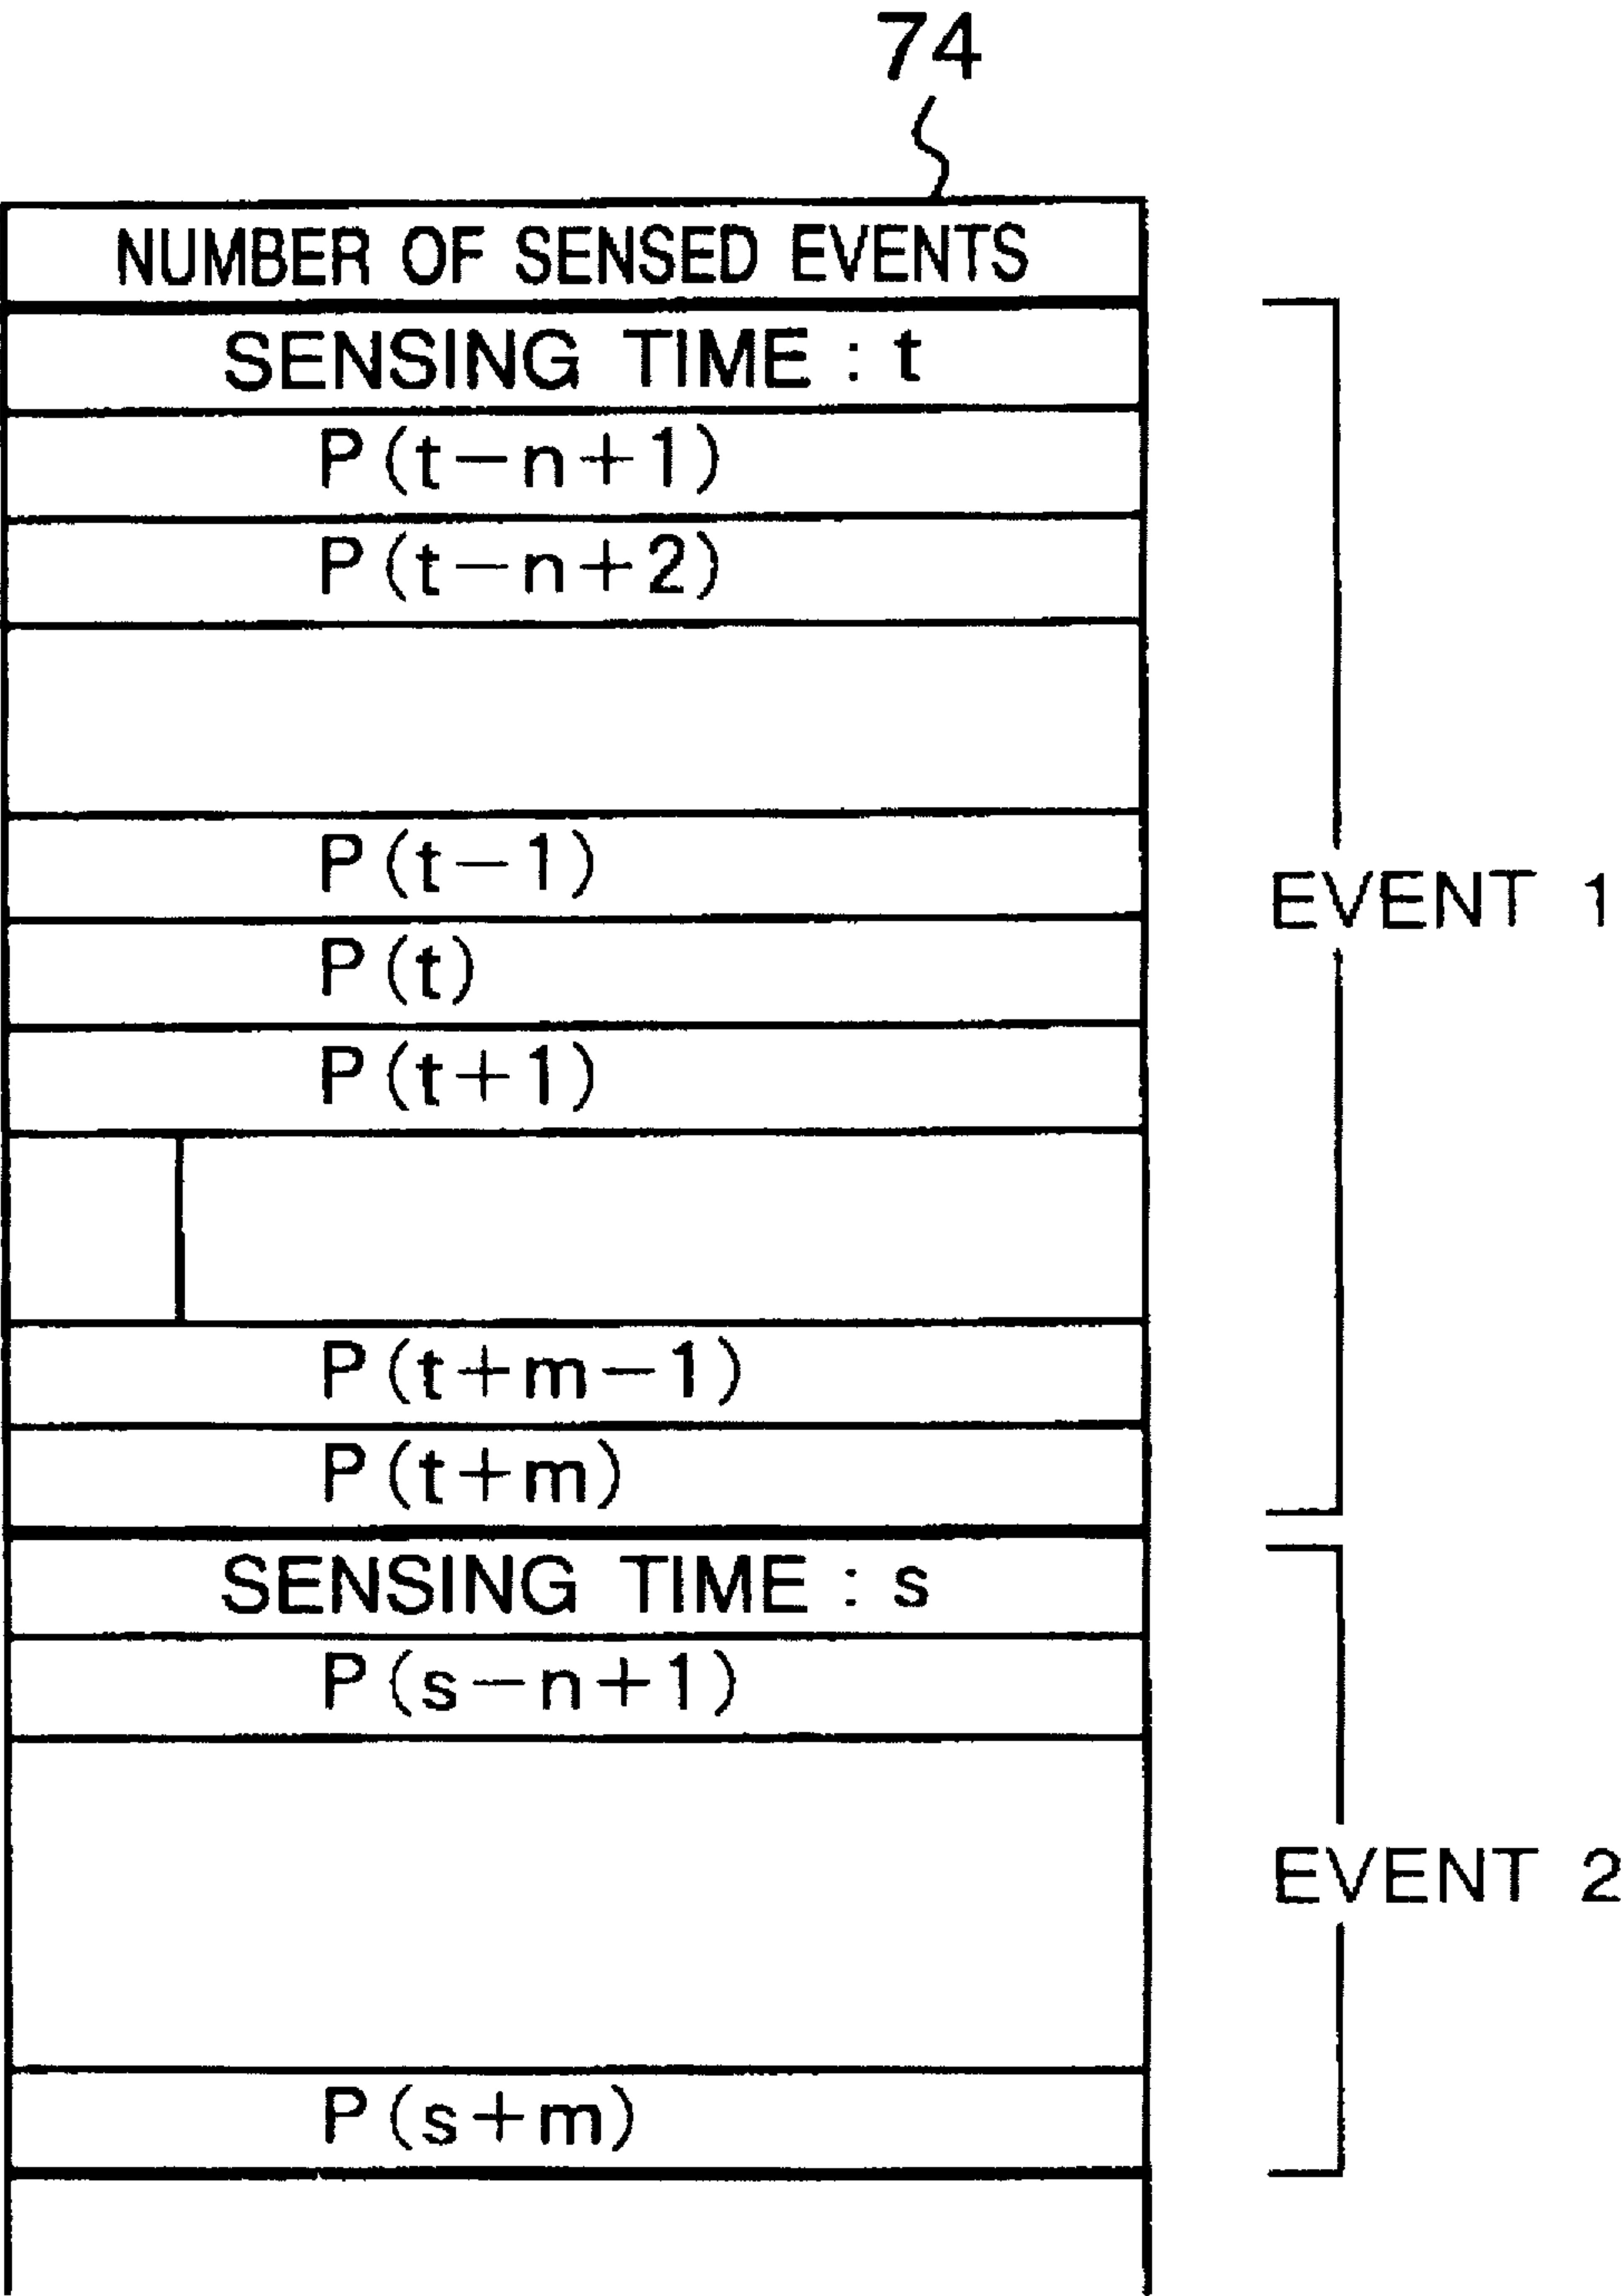 74
NUMBER OF SENSED EVENTS
SENSING TIME : t
P(t-n+1)
P(t-n+2)
P(t-1)
EVENT 1
P(t)
P(t+1)
P(t+m-1)
P(t+m)
SENSING TIME : s
P(s-n+1)
EVENT 2
P(s+m)